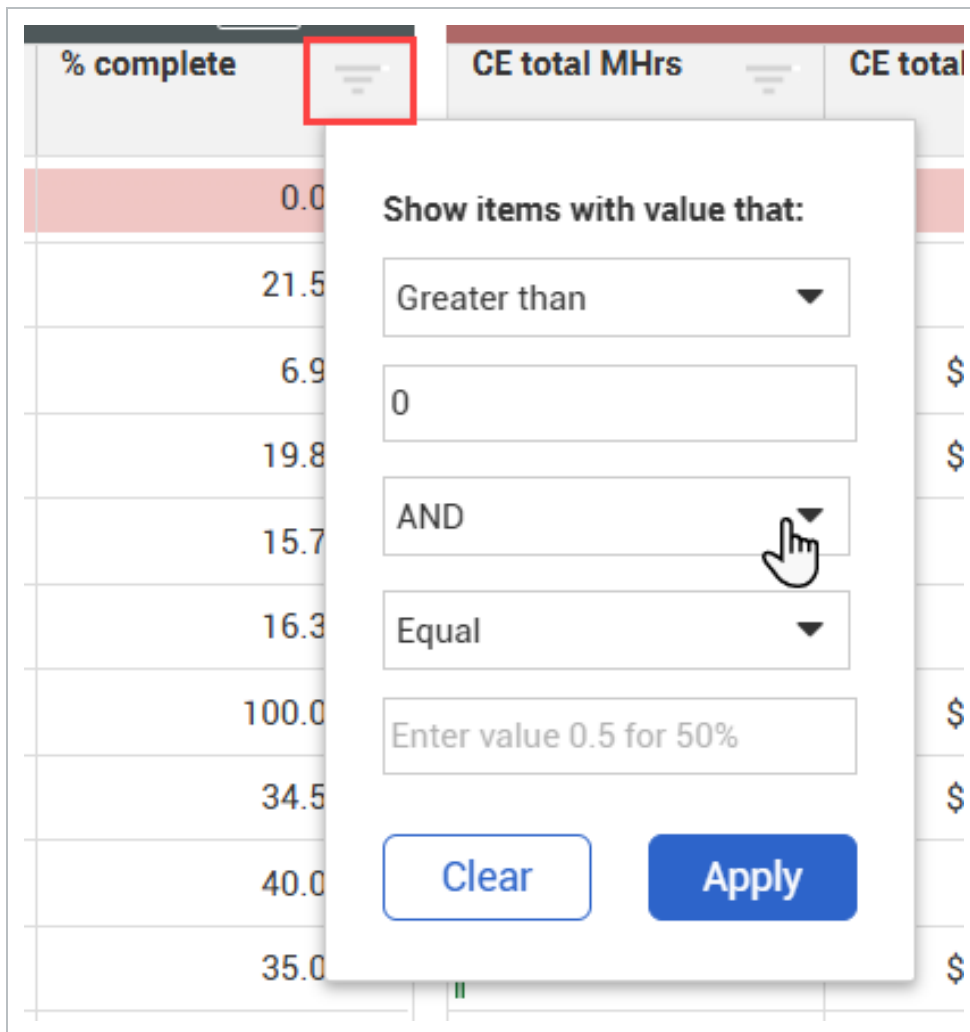 % complete
CE total MHrs
CE total
0.0
Show items with value that:
21.5
Greater than
6.9
$
0
19.8
$
AND
15.7
16.3
Equal
100.0
$
Enter value 0.5 for 50%
34.5
$
Clear
Apply
40.0
35.0
$